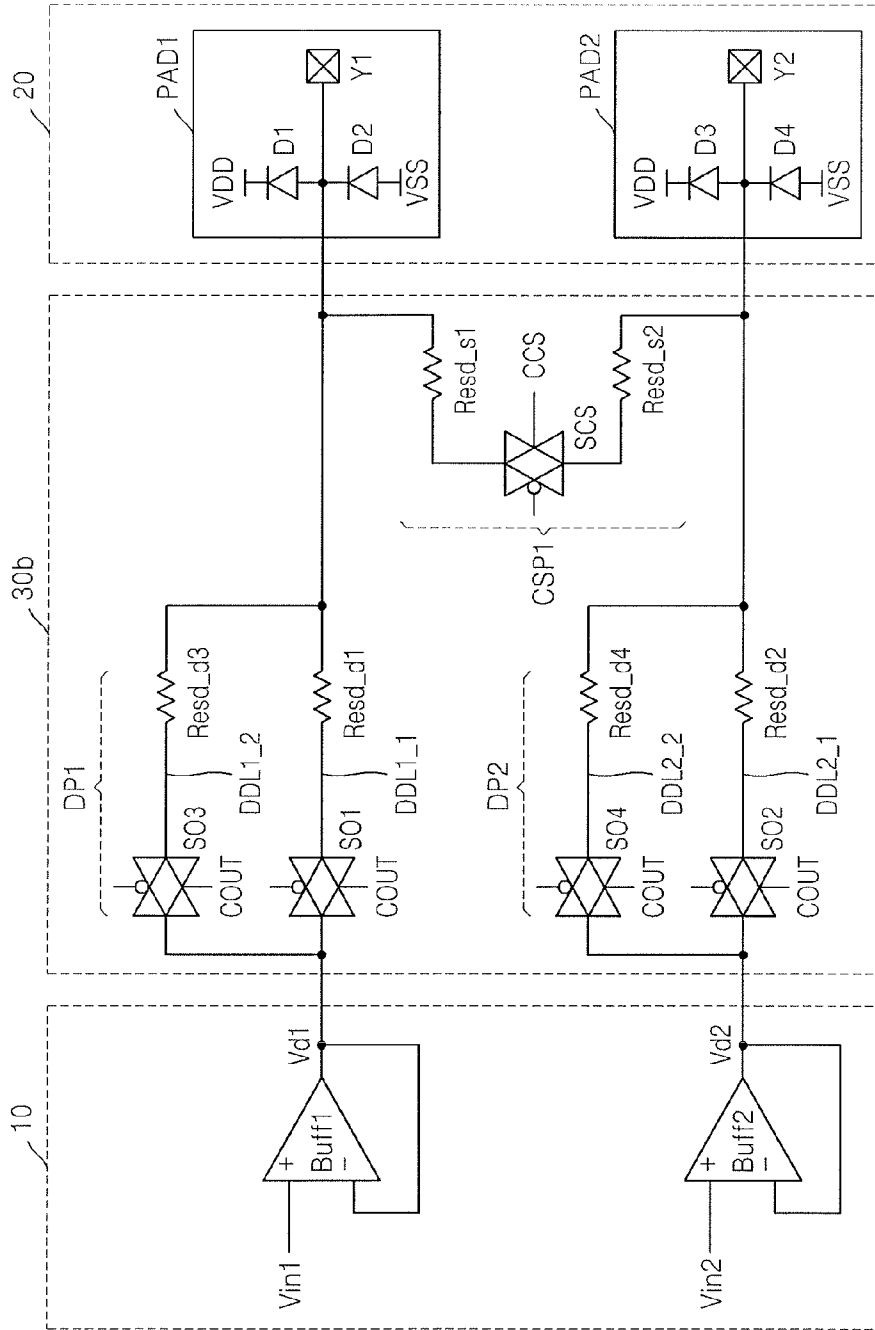 10
30b
20
Vin1
+
Buff1
−
Vd1
DP1
SO3
COUT
DDL1_2
Resd_d3
SO1
COUT
DDL1_1
Resd_d1
PAD1
VDD
D1
D2
VSS
Y1
CSP1
Resd_s1
CCS
SCS
Resd_s2
Vin2
+
Buff2
−
Vd2
DP2
SO4
COUT
DDL2_2
Resd_d4
SO2
COUT
DDL2_1
Resd_d2
PAD2
VDD
D3
D4
VSS
Y2